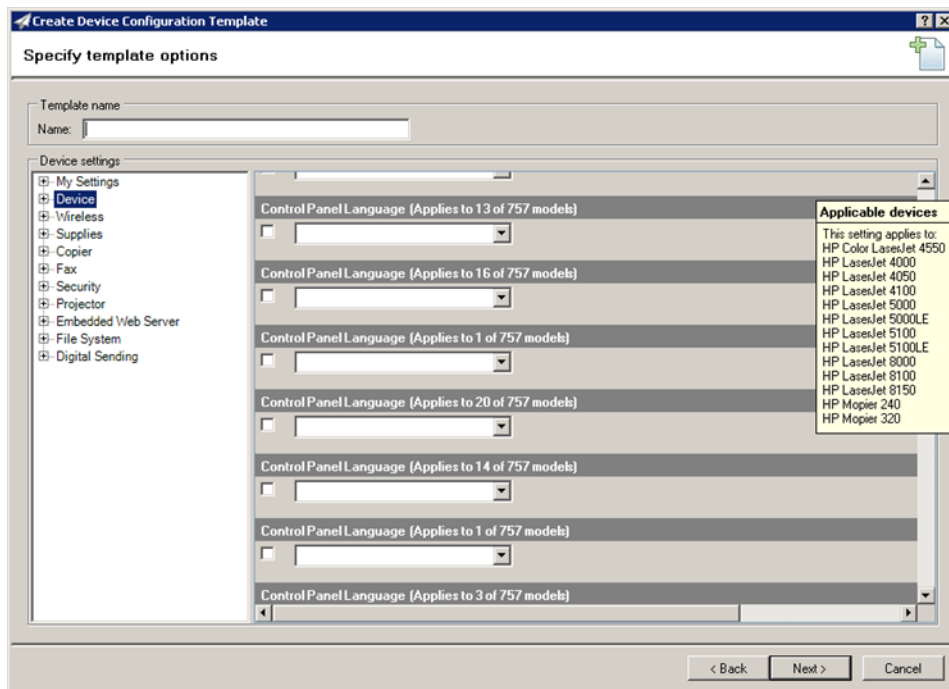 Create Device Configuration Template
Specify template options
Template name
Name:
Device settings
My Settings
Device
Wireless
Supplies
Copier
Fax
Security
Projector
Embedded Web Server
File System
Digital Sending
Control Panel Language (Applies to 13 of 757 models)
Control Panel Language (Applies to 16 of 757 models)
Control Panel Language (Applies to 1 of 757 models)
Control Panel Language (Applies to 20 of 757 models)
Control Panel Language (Applies to 14 of 757 models)
Control Panel Language (Applies to 1 of 757 models)
Control Panel Language (Applies to 3 of 757 models)
Applicable devices
This setting applies to:
HP Color LaserJet 4550
HP LaserJet 4000
HP LaserJet 4050
HP LaserJet 4100
HP LaserJet 5000
HP LaserJet 5000LE
HP LaserJet 5100
HP LaserJet 5100LE
HP LaserJet 8000
HP LaserJet 8100
HP LaserJet 8150
HP Mopier 240
HP Mopier 320
< Back
Next >
Cancel